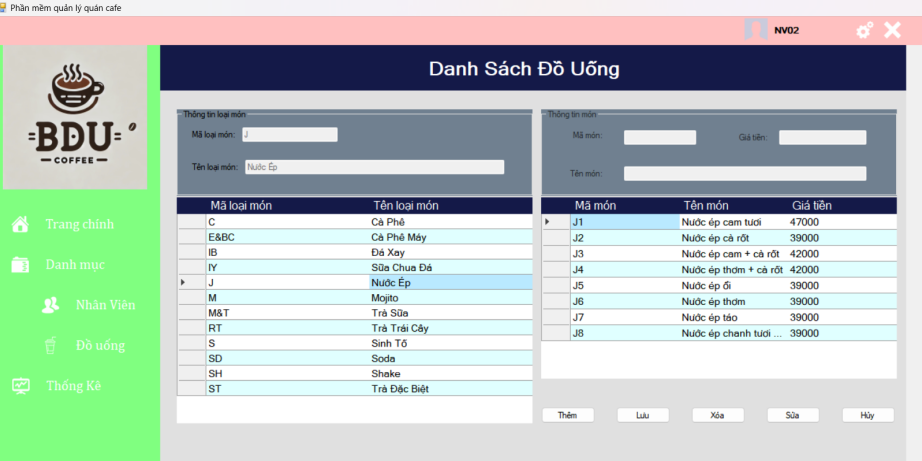 Phần mềm quản lý quán cafe
NV02
BDU
COFFEE
Trang chính
Danh mục
Nhân Viên
Đồ uống
Thống Kê
Danh Sách Đồ Uống
Thông tin loại món
Mã loại món: J
Tên loại món: Nước Ép
Mã loại món Tên loại món
C Cà Phê
E&BC Cà Phê Máy
IB Đá Xay
IY Sữa Chua Đá
J Nước Ép
M Mojito
M&T Trà Sữa
RT Trà Trái Cây
S Sinh Tố
SD Soda
SH Shake
ST Trà Đặc Biệt
Thông tin món
Mã món: Giá tiền:
Tên món:
Mã món Tên món Giá tiền
J1 Nước ép cam tươi 47000
J2 Nước ép cà rốt 39000
J3 Nước ép cam + cà rốt 42000
J4 Nước ép thơm + cà rốt 42000
J5 Nước ép ổi 39000
J6 Nước ép thơm 39000
J7 Nước ép táo 39000
J8 Nước ép chanh tươi ... 39000
Thêm Lưu Xóa Sửa Hủy